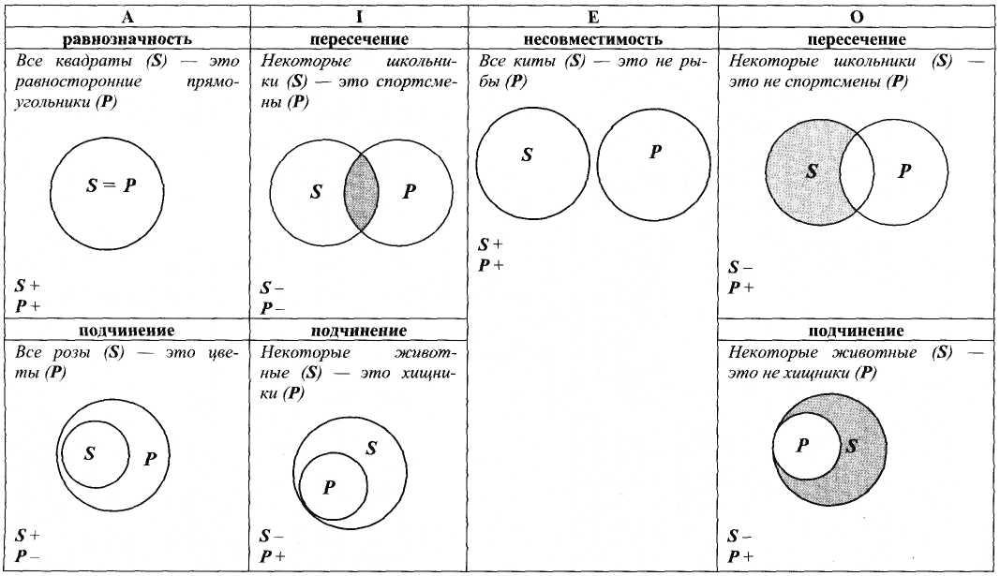 A
равнозначность
Все квадраты (S) — это
равносторонние прямо-
угольники (P)
S = P
S +
P +
подчинение
Все розы (S) — это цве-
ты (P)
S
P
S +
P –
I
пересечение
Некоторые школьни-
ки (S) — это спортсме-
ны (P)
S
P
S –
P –
подчинение
Некоторые живот-
ные (S) — это хищни-
ки (P)
S
P
S –
P +
E
несовместимость
Все киты (S) — это не ры-
бы (P)
S
P
S +
P +
O
пересечение
Некоторые школьники (S) —
это не спортсмены (P)
S
P
S –
P +
подчинение
Некоторые животные (S) —
это не хищники (P)
P
S
S –
P +